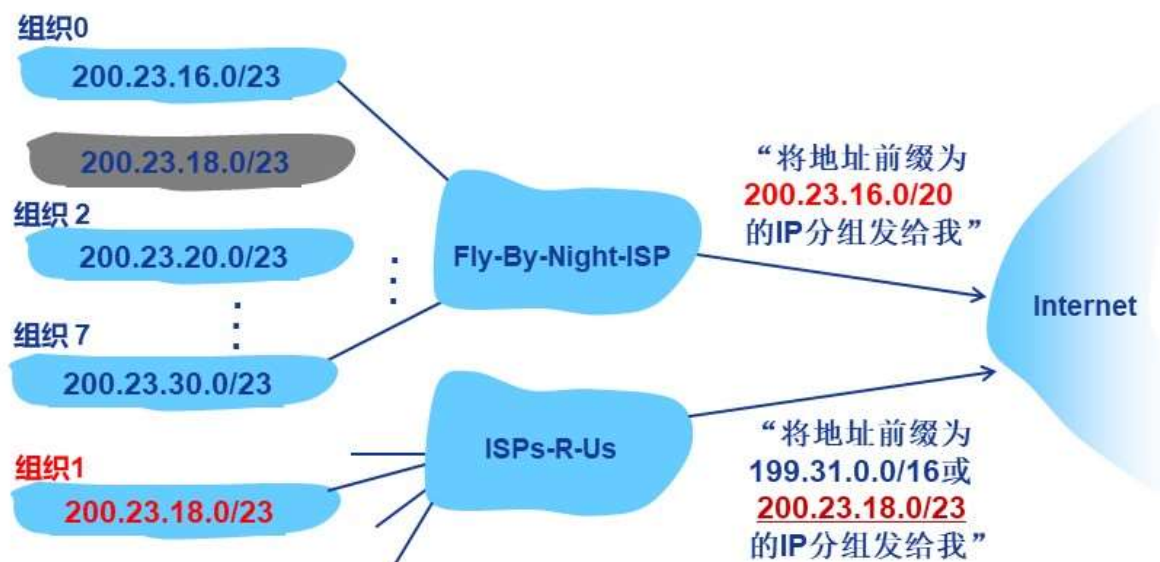 组织0
200.23.16.0/23
200.23.18.0/23
组织 2
200.23.20.0/23
组织 7
200.23.30.0/23
组织1
200.23.18.0/23
Fly-By-Night-ISP
ISPs-R-Us
“将地址前缀为
200.23.16.0/20
的IP分组发给我”
“将地址前缀为
199.31.0.0/16或
200.23.18.0/23
的IP分组发给我”
Internet